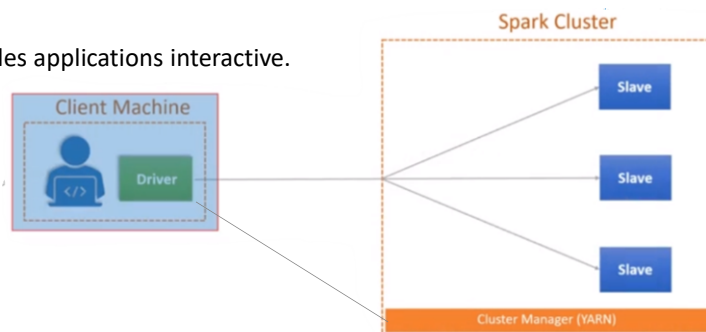 Spark Cluster
les applications interactive.
Client Machine
Slave
</>
Driver
Slave
Slave
Cluster Manager (YARN)